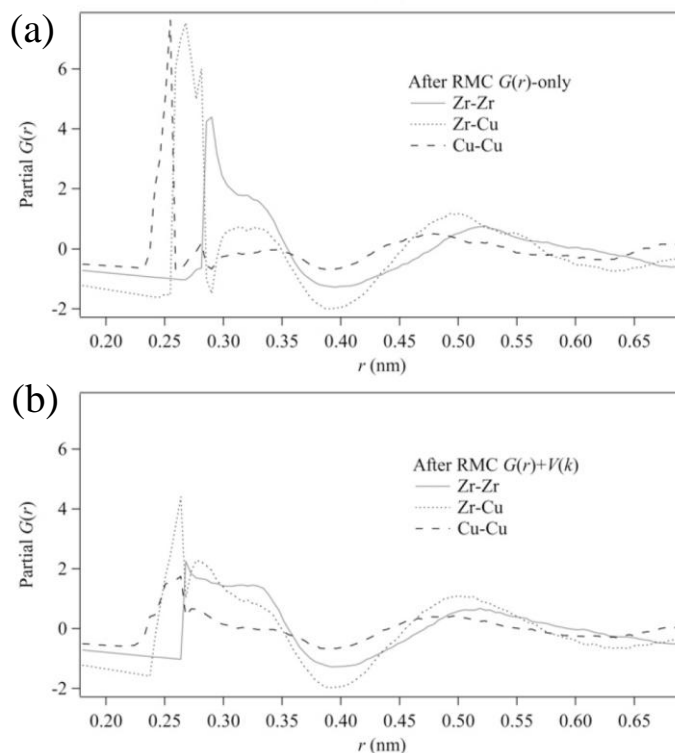 (a)
6
4
2
0
-2
Partial G(r)
After RMC G(r)-only
Zr-Zr
Zr-Cu
Cu-Cu
0.20 0.25 0.30 0.35 0.40 0.45 0.50 0.55 0.60 0.65
r (nm)
(b)
6
4
2
0
-2
Partial G(r)
After RMC G(r)+V(k)
Zr-Zr
Zr-Cu
Cu-Cu
0.20 0.25 0.30 0.35 0.40 0.45 0.50 0.55 0.60 0.65
r (nm)